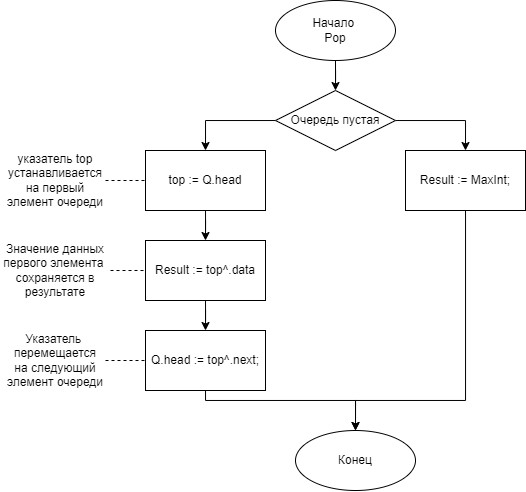 Начало
Pop
Очередь пустая
указатель top
устанавливается
на первый
элемент очереди
top := Q.head
Result := MaxInt;
Значение данных
первого элемента
сохраняется в
результате
Result := top^.data
Указатель
перемещается
на следующий
элемент очереди
Q.head := top^.next;
Конец